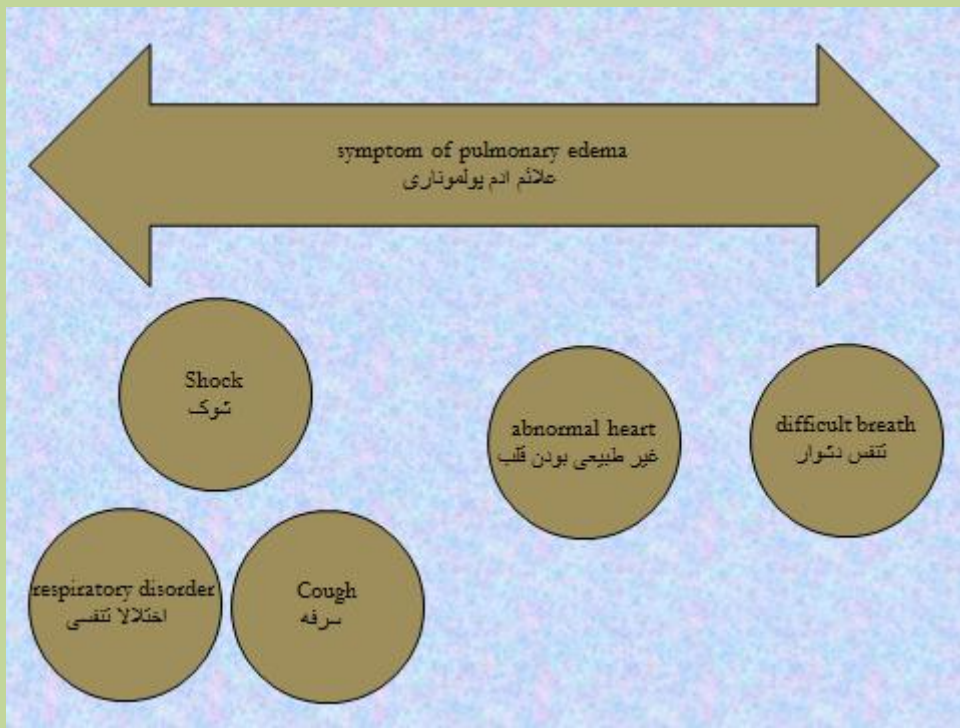 symptom of pulmonary edema
علائم ادم پولموناری
Shock
شوک
abnormal heart
غیر طبیعی بودن قلب
difficult breath
تنفس دشوار
respiratory disorder
اختلالا تنفسی
Cough
سرفه